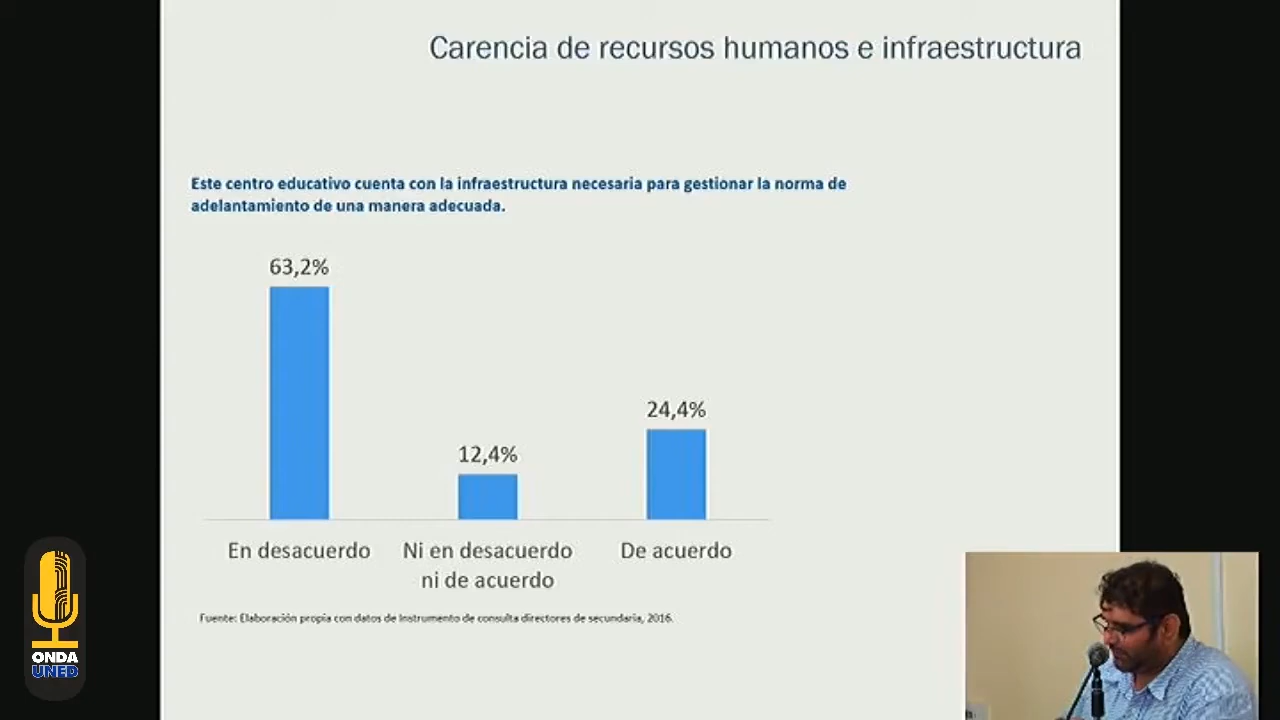 Carencia de recursos humanos e infraestructura
Este centro educativo cuenta con la infraestructura necesaria para gestionar la norma de
adelantamiento de una manera adecuada.
63,2%
12,4%
24,4%
En desacuerdo
Ni en desacuerdo
ni de acuerdo
De acuerdo
Fuente: Elaboración propia con datos de Instrumento de consulta directores de secundaria, 2016.
ONDA
UNED